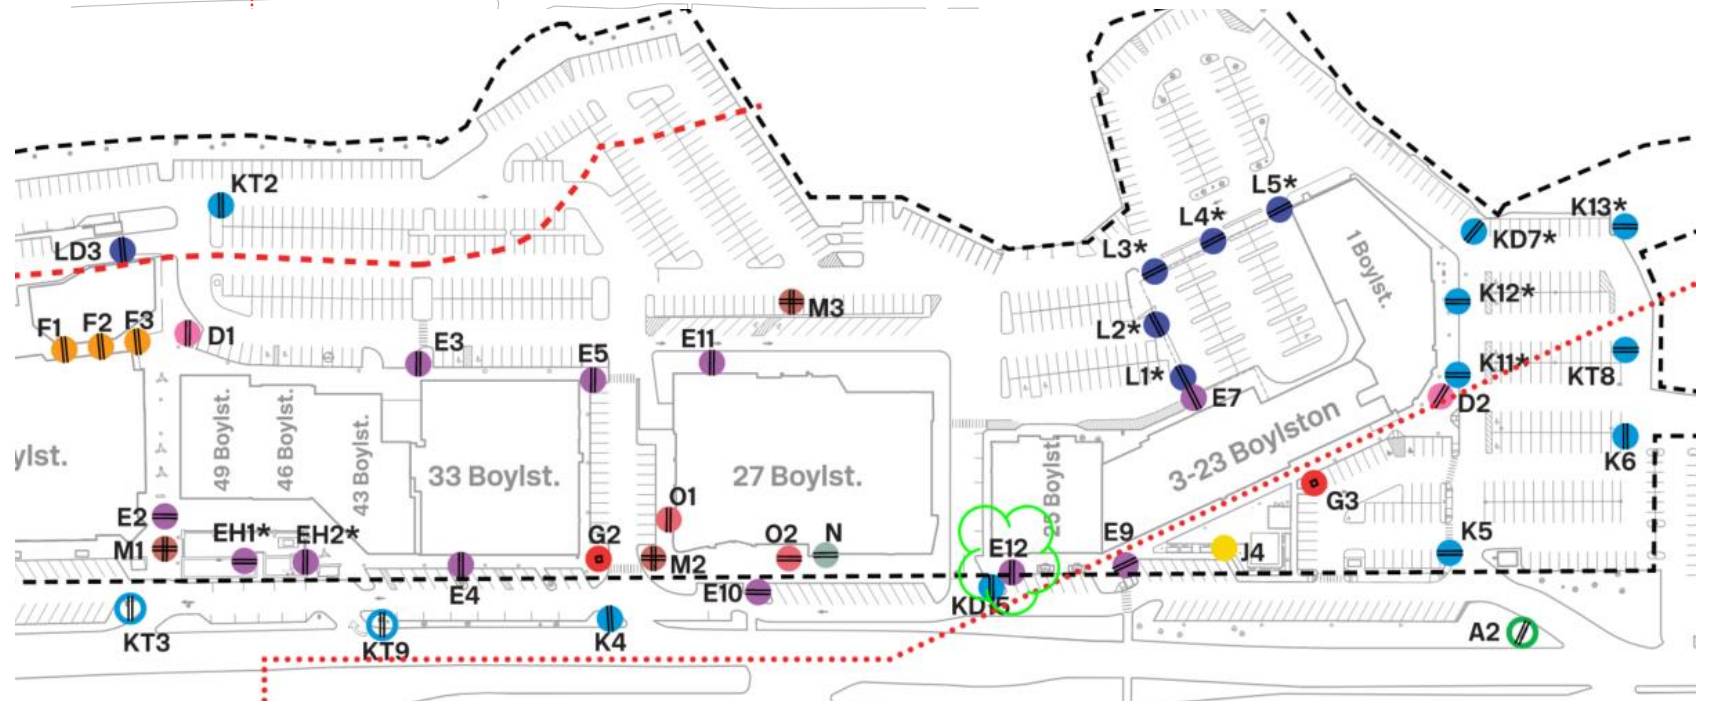 KT2
LD3
F1
F2
F3
D1
E3
E5
E11
M3
L5*
L4*
L3*
L2*
L1*
E7
1 Boylst.
K13*
KD7*
K12*
K11*
KT8
D2
K6
ylst.
49 Boylst.
46 Boylst.
43 Boylst.
33 Boylst.
27 Boylst.
25 Boylst.
3-23 Boylston
E2
M1
EH1*
EH2*
E4
G2
O1
M2
O2
N
E10
E12
KD15
E9
J4
G3
K5
KT3
KT9
K4
A2